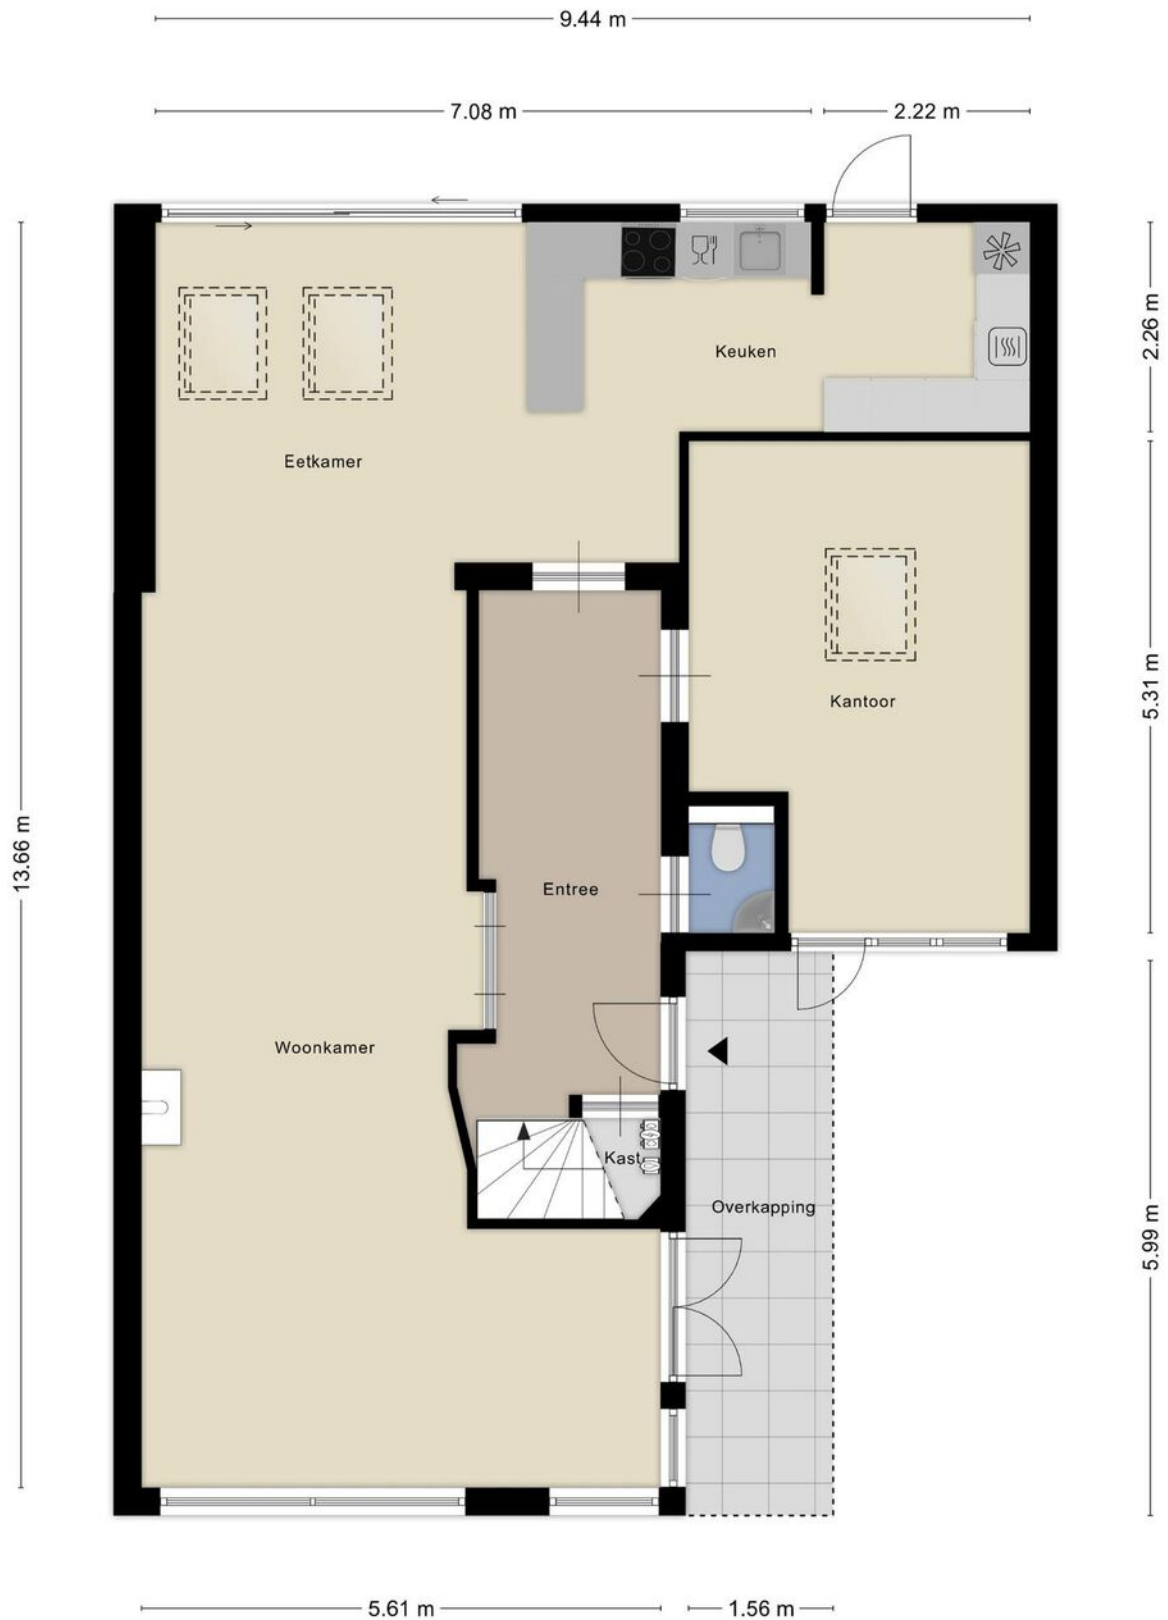 9.44 m
7.08 m
2.22 m
2.26 m
Keuken
Eetkamer
5.31 m
Kantoor
13.66 m
Entree
Woonkamer
Kast
Overkapping
5.99 m
5.61 m
1.56 m